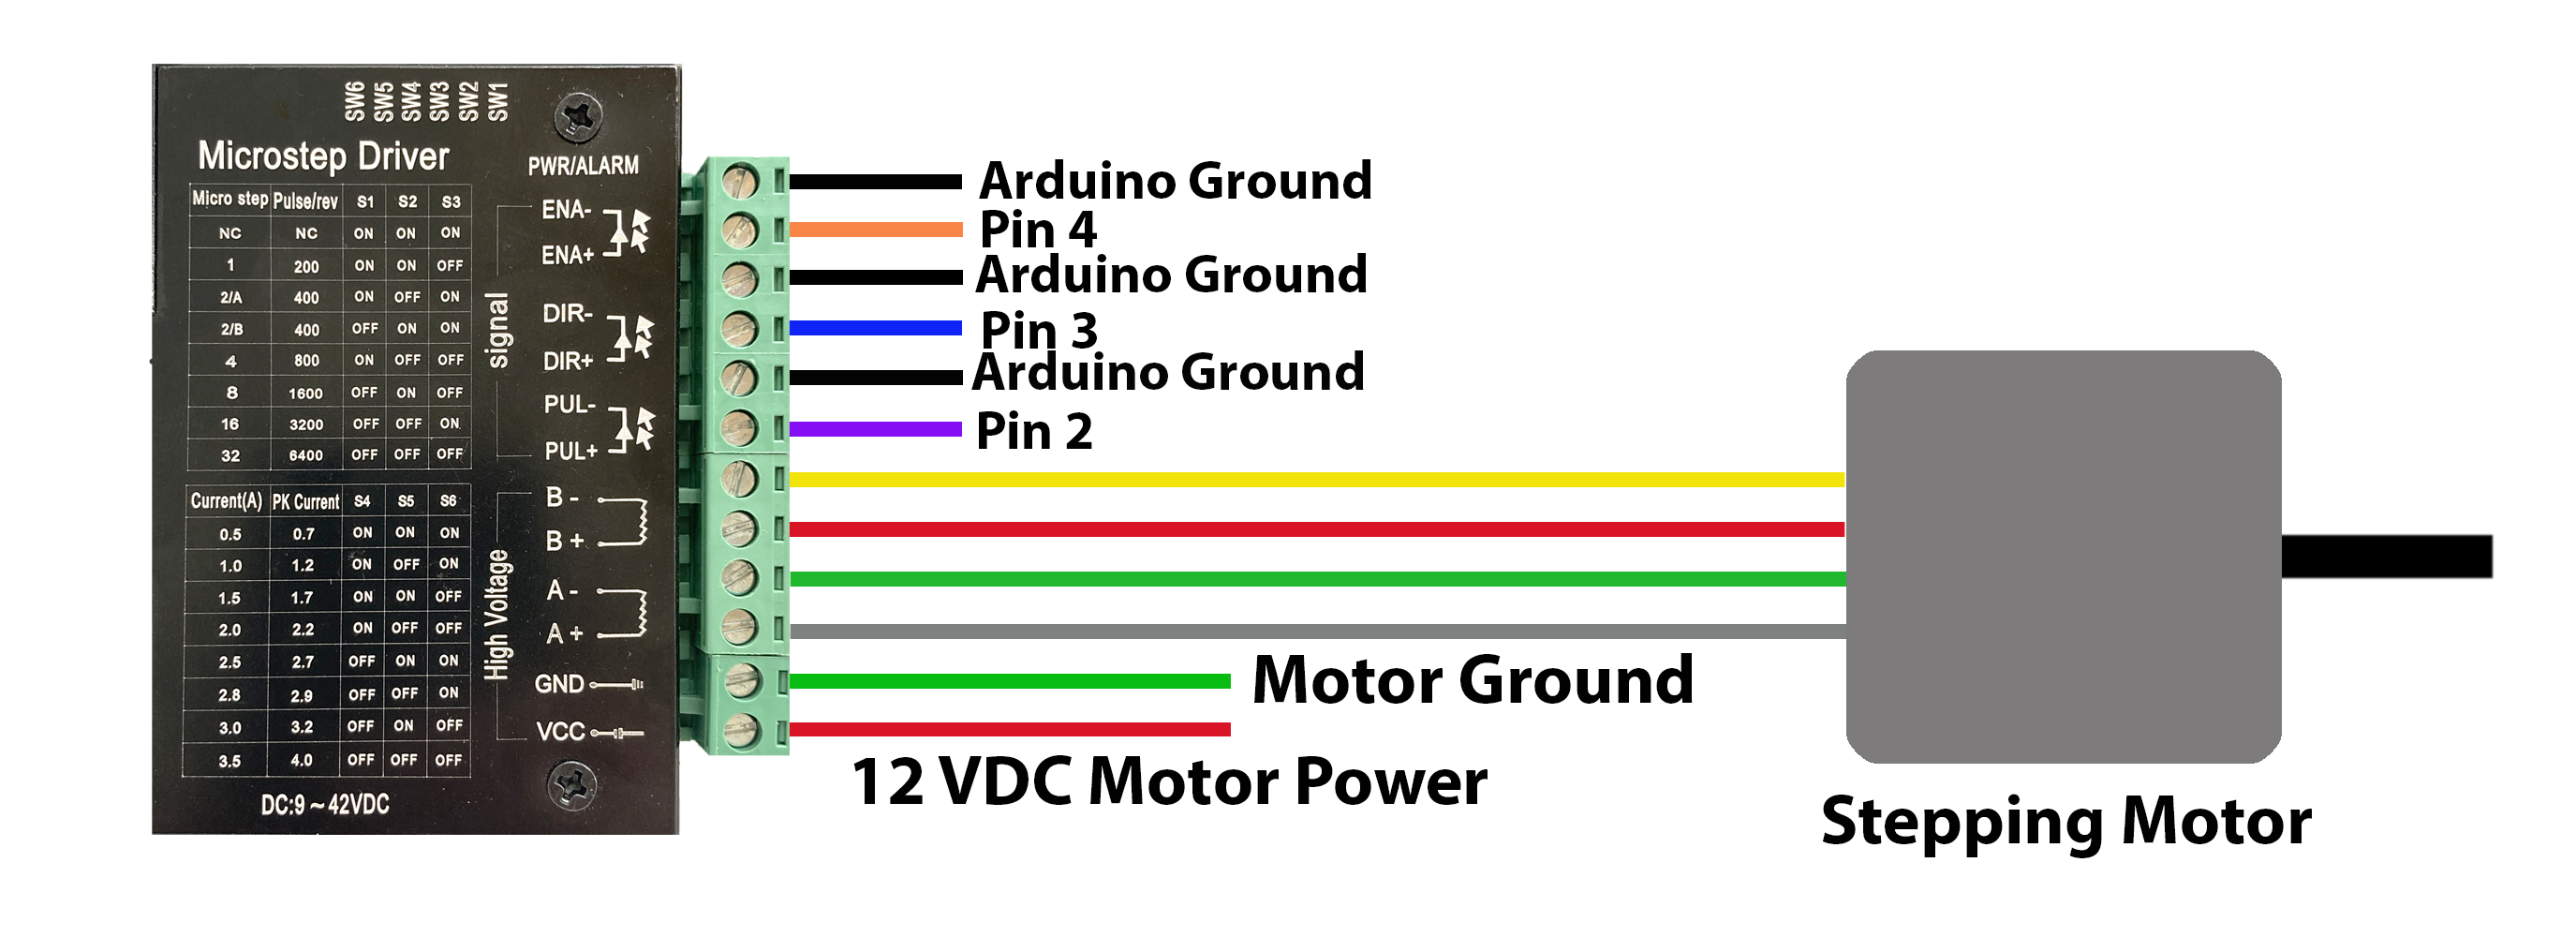 SW6 SW5 SW4 SW3 SW2 SW1
Microstep Driver
PWR/ALARM
Micro step Pulse/rev S1 S2 S3
NC NC ON ON ON
1 200 ON ON OFF
2/A 400 ON OFF ON
2/B 400 OFF ON ON
4 800 ON OFF OFF
8 1600 OFF ON OFF
16 3200 OFF OFF ON
32 6400 OFF OFF OFF
Current(A) PK Current S4 S5 S6
0.5 0.7 ON ON ON
1.0 1.2 ON OFF ON
1.5 1.7 ON ON OFF
2.0 2.2 ON OFF OFF
2.5 2.7 OFF ON ON
2.8 2.9 OFF OFF ON
3.0 3.2 OFF ON OFF
3.5 4.0 OFF OFF OFF
DC:9~42VDC
signal
ENA-
ENA+
DIR-
DIR+
PUL-
PUL+
High Voltage
B -
B +
A -
A +
GND
VCC
Arduino Ground
Pin 4
Arduino Ground
Pin 3
Arduino Ground
Pin 2
Motor Ground
12 VDC Motor Power
Stepping Motor